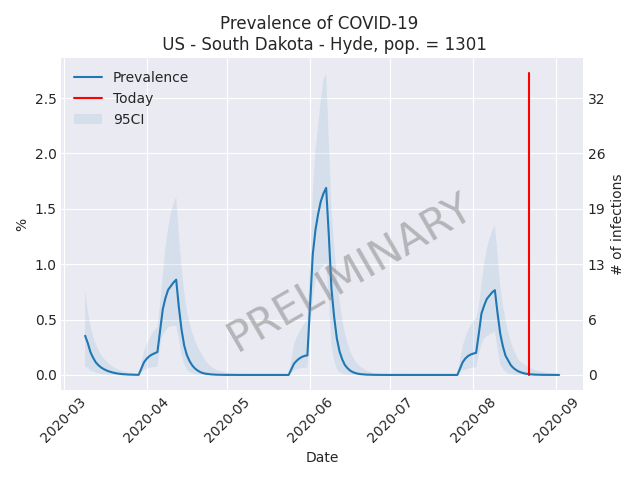 Prevalence of COVID-19
US - South Dakota - Hyde, pop. = 1301
Prevalence
Today
95CI
2.5
2.0
1.5
1.0
0.5
0.0
%
32
26
19
13
6
0
# of infections
PRELIMINARY
2020-03
2020-04
2020-05
2020-06
2020-07
2020-08
2020-09
Date